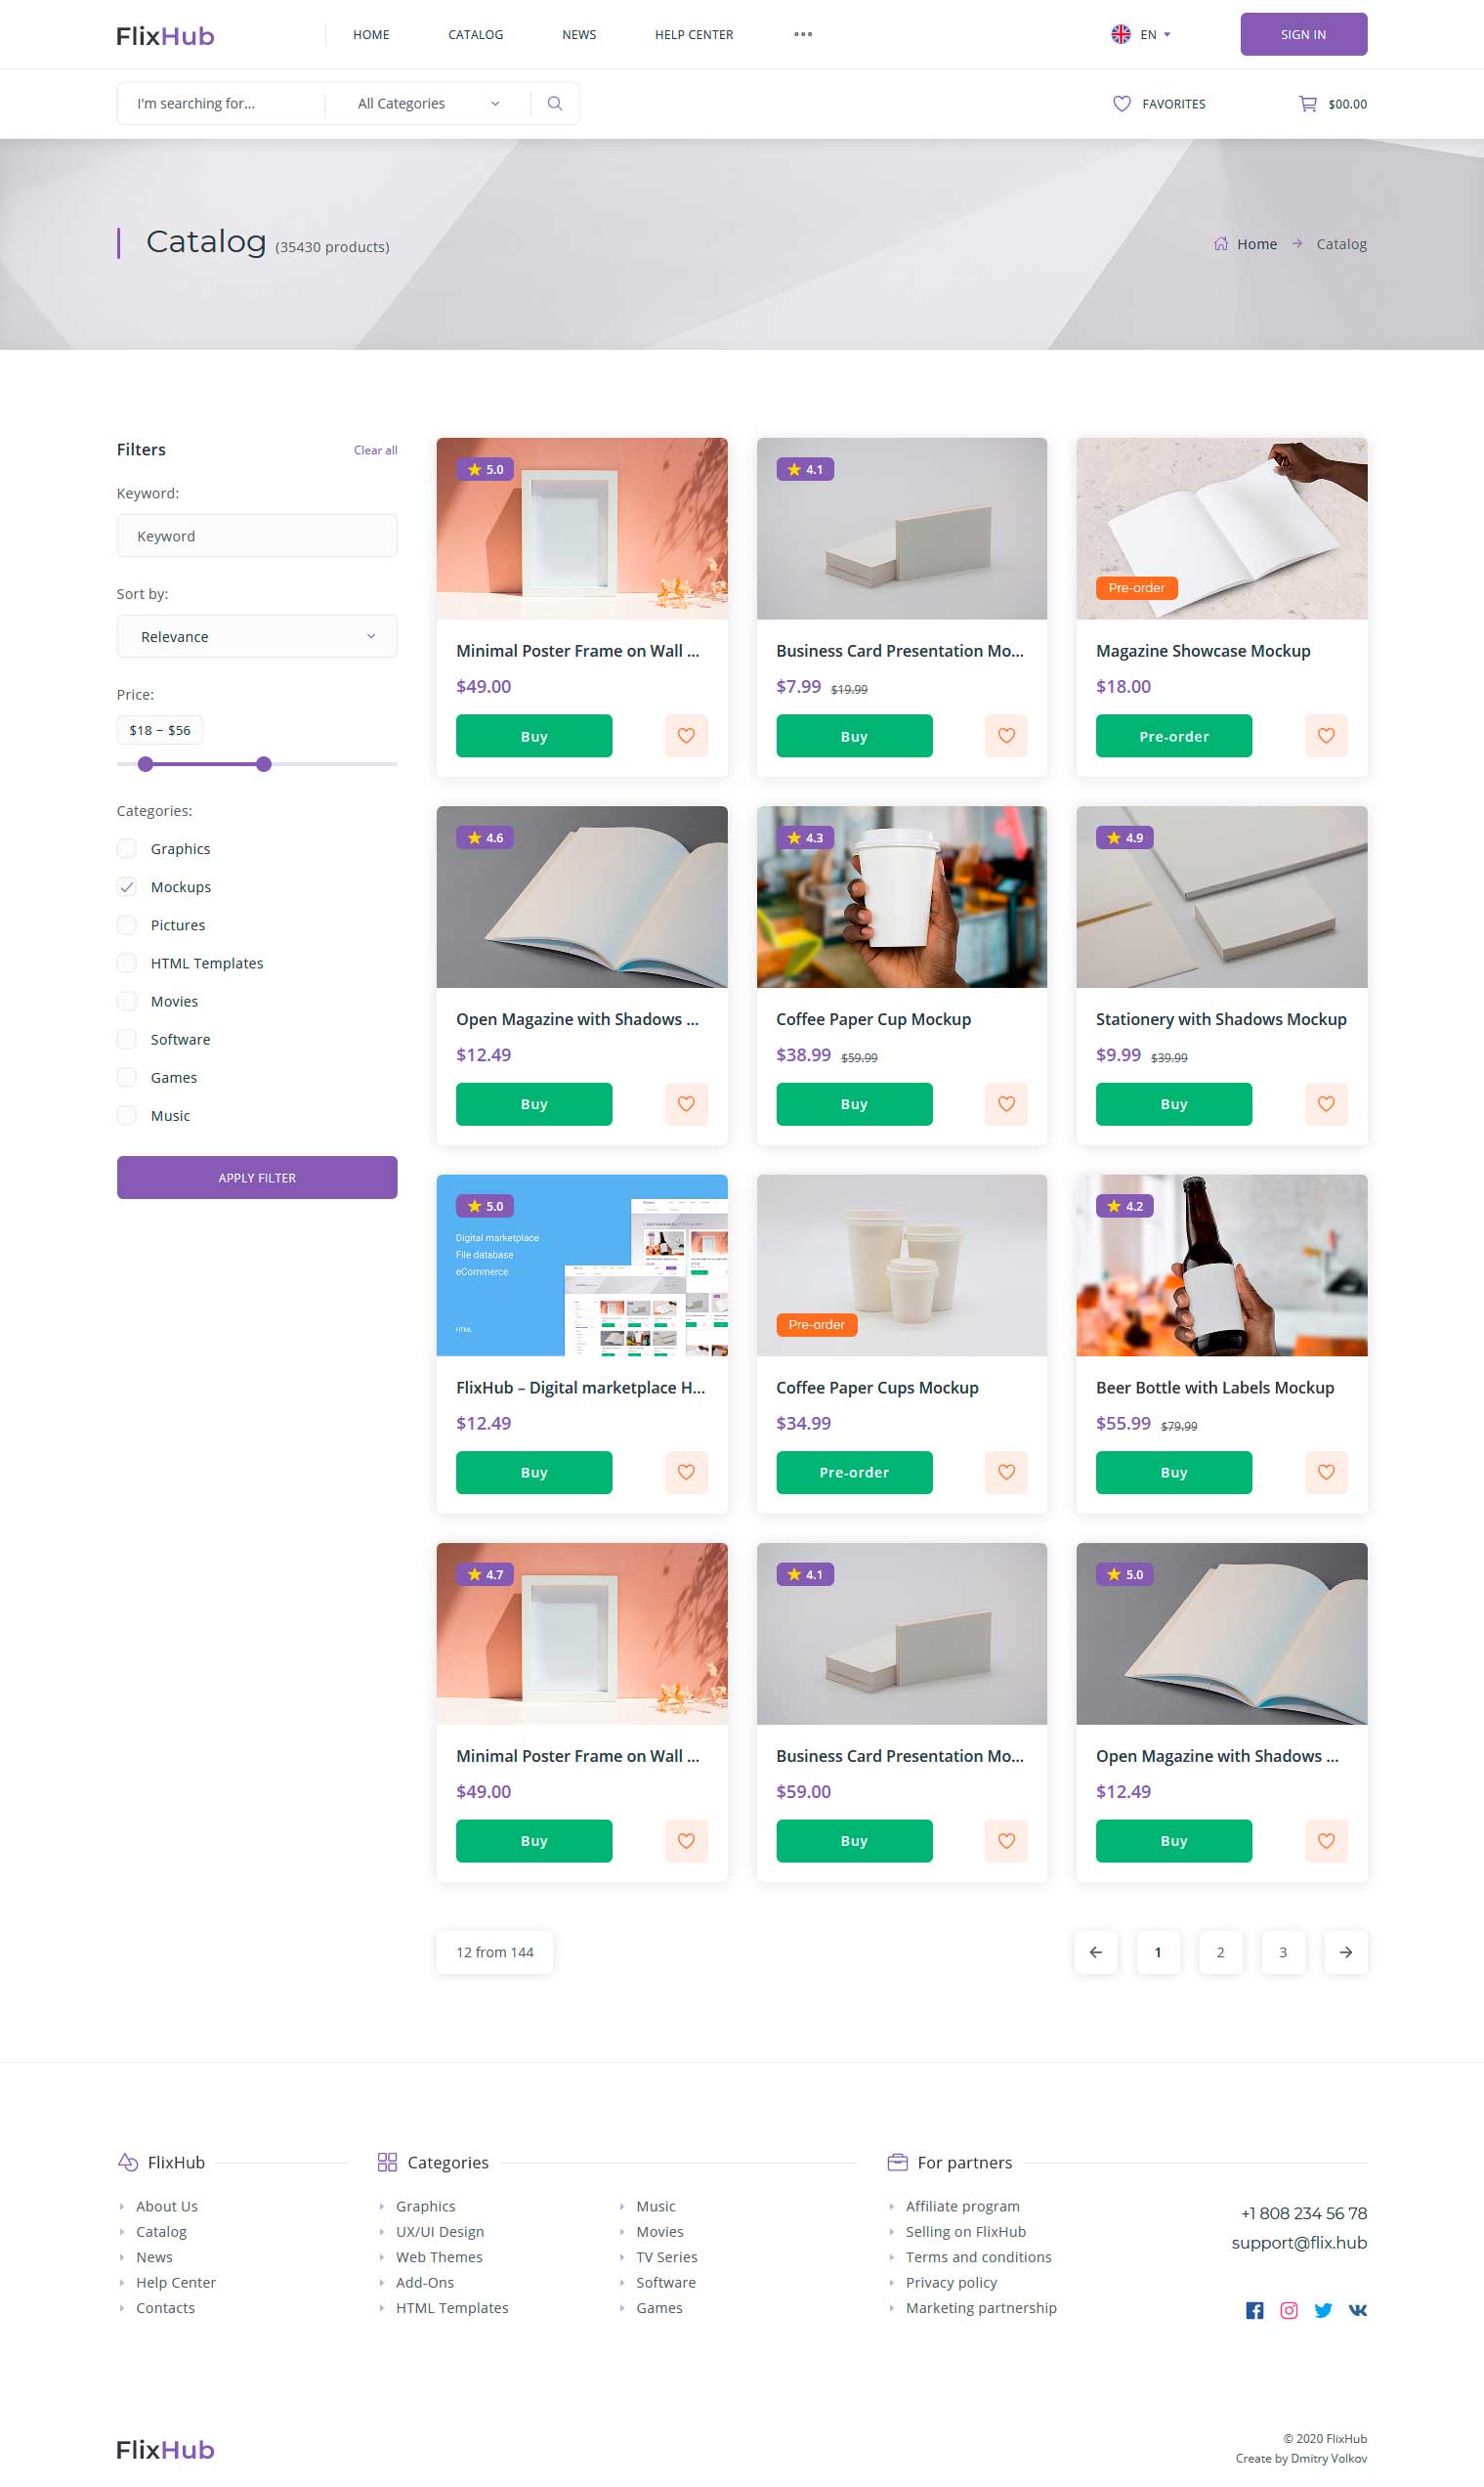 FlixHub
HOME
CATALOG
NEWS
HELP CENTER
EN
SIGN IN
I'm searching for...
All Categories
FAVORITES
$00.00
Catalog (35430 products)
Home
Catalog
Filters
Clear all
Keyword:
Keyword
Sort by:
Relevance
Price:
$18 – $56
Categories:
Graphics
Mockups
Pictures
HTML Templates
Movies
Software
Games
Music
APPLY FILTER
5.0
Minimal Poster Frame on Wall ...
$49.00
Buy
4.1
Business Card Presentation Mo...
$7.99 $19.99
Buy
Pre-order
Magazine Showcase Mockup
$18.00
Pre-order
4.6
Open Magazine with Shadows ...
$12.49
Buy
4.3
Coffee Paper Cup Mockup
$38.99 $59.99
Buy
4.9
Stationery with Shadows Mockup
$9.99 $39.99
Buy
5.0
Digital marketplace
File database
eCommerce
HTML
FlixHub – Digital marketplace H...
$12.49
Buy
Pre-order
Coffee Paper Cups Mockup
$34.99
Pre-order
4.2
Beer Bottle with Labels Mockup
$55.99 $79.99
Buy
4.7
Minimal Poster Frame on Wall ...
$49.00
Buy
4.1
Business Card Presentation Mo...
$59.00
Buy
5.0
Open Magazine with Shadows ...
$12.49
Buy
12 from 144
1
2
3
FlixHub
About Us
Catalog
News
Help Center
Contacts
Categories
Graphics
UX/UI Design
Web Themes
Add-Ons
HTML Templates
Music
Movies
TV Series
Software
Games
For partners
Affiliate program
Selling on FlixHub
Terms and conditions
Privacy policy
Marketing partnership
+1 808 234 56 78
support@flix.hub
FlixHub
© 2020 FlixHub
Create by Dmitry Volkov